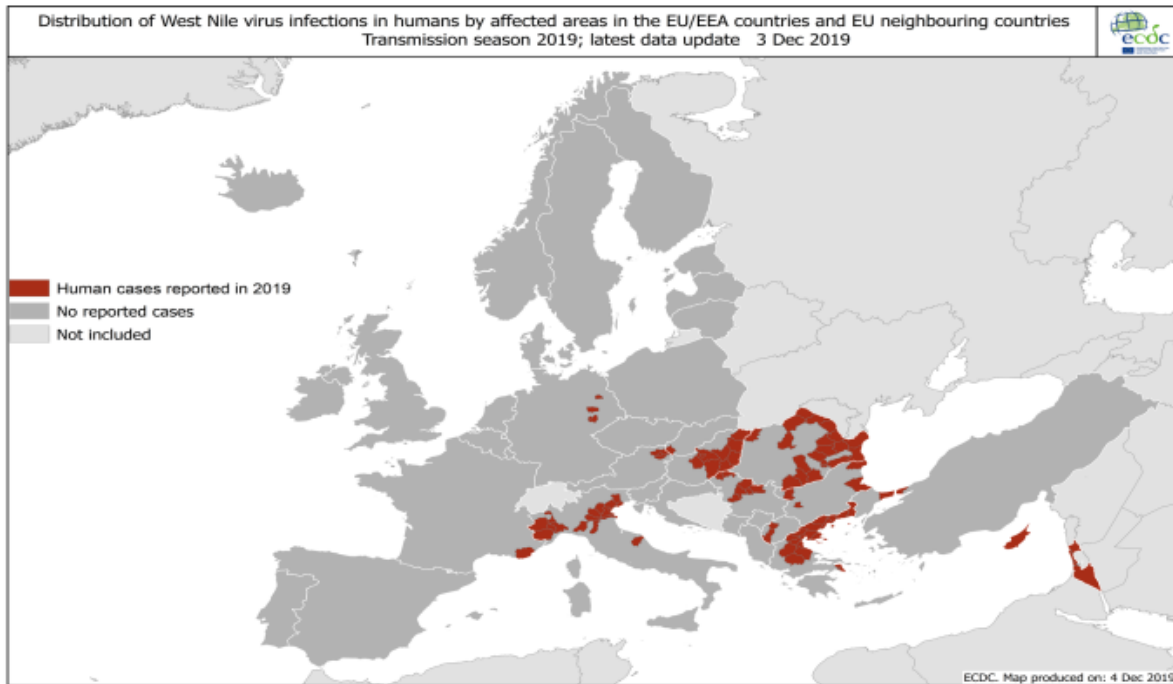 Distribution of West Nile virus infections in humans by affected areas in the EU/EEA countries and EU neighbouring countries
Transmission season 2019; latest data update 3 Dec 2019
ecdc
Human cases reported in 2019
No reported cases
Not included
ECDC. Map produced on: 4 Dec 2019